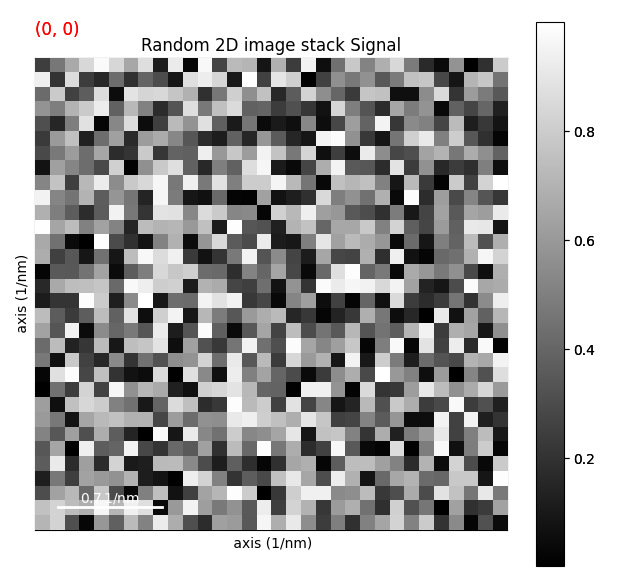 (0, 0)
Random 2D image stack Signal
axis (1/nm)
0.7 1/nm
axis (1/nm)
0.8
0.6
0.4
0.2